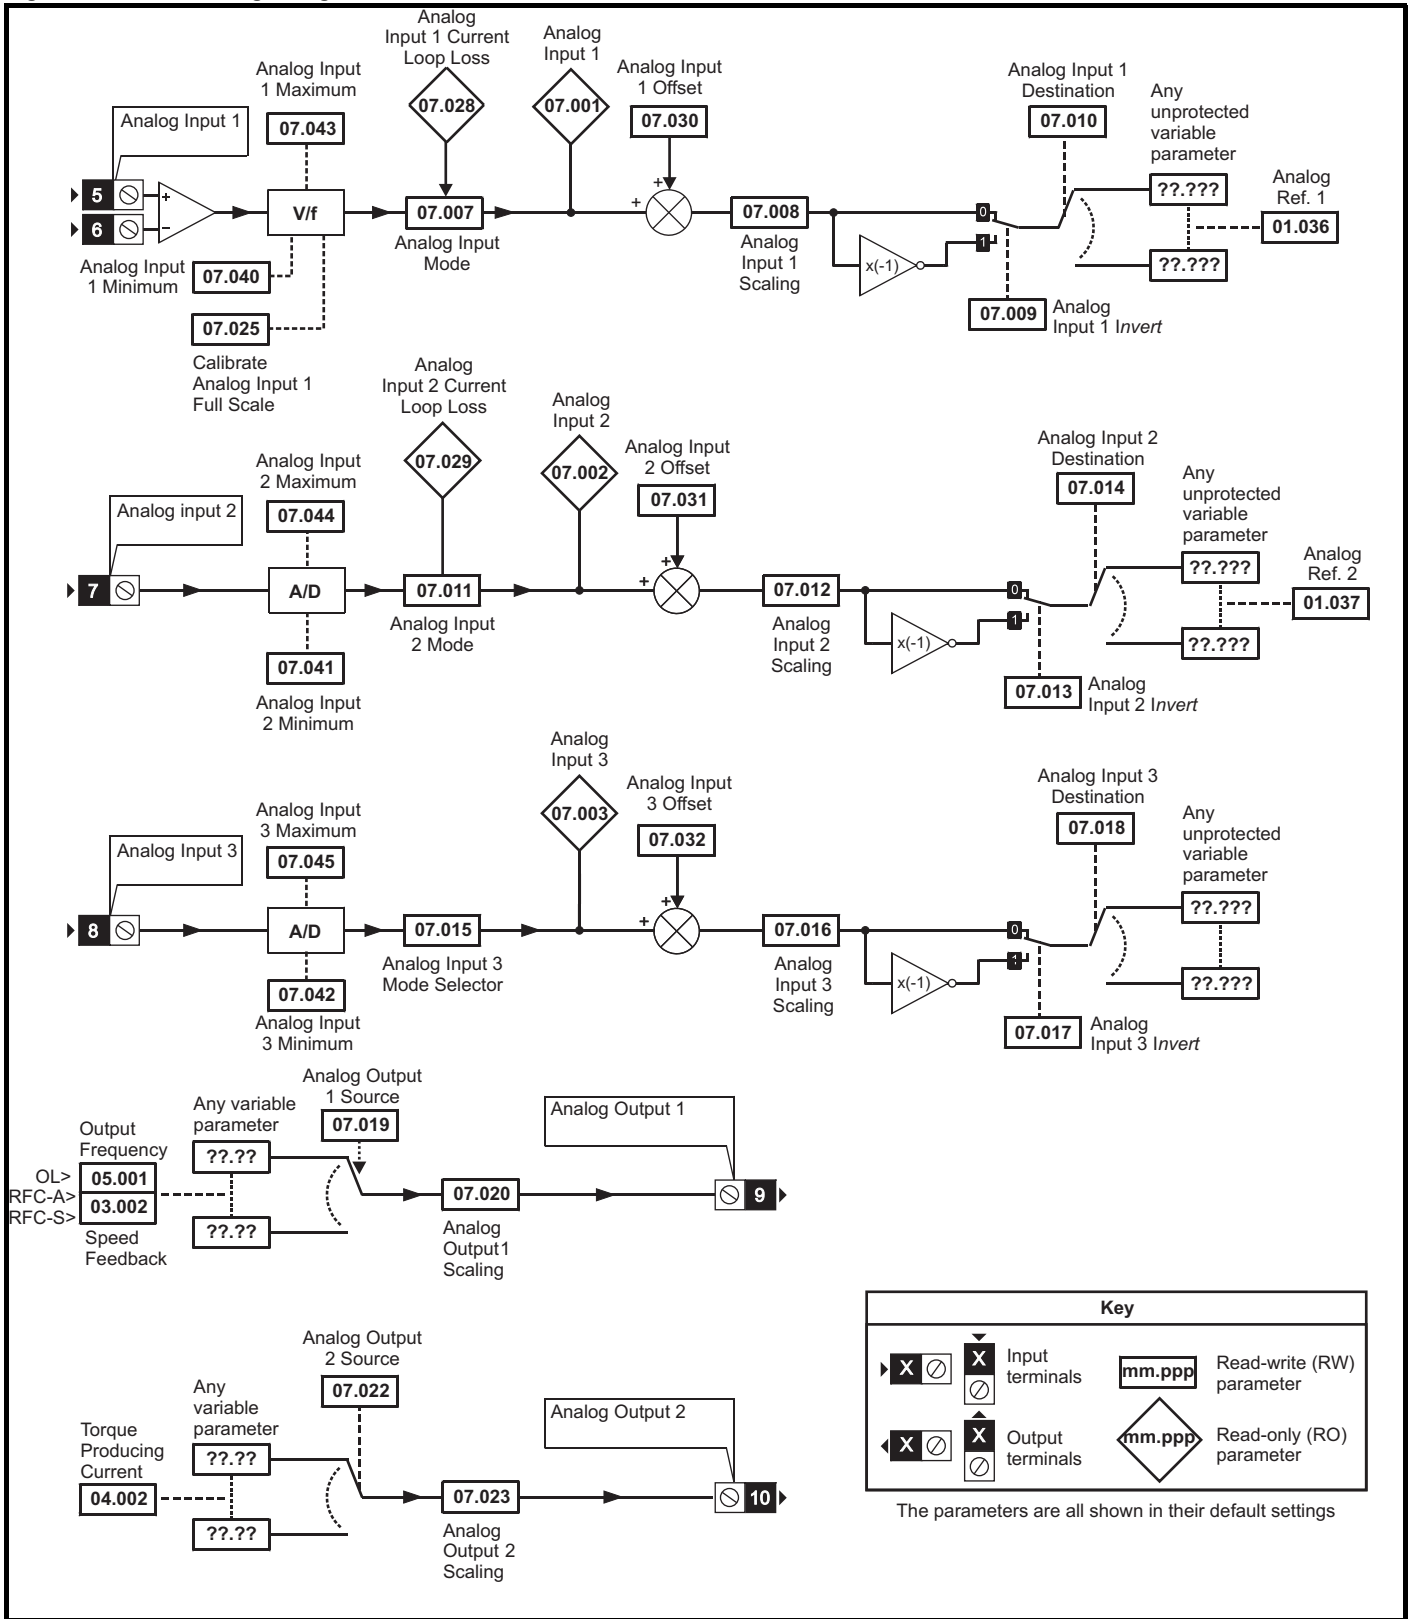 Analog
Input 1 Current
Loop Loss
07.028
Analog
Input 1
07.001
Analog Input
1 Maximum
07.043
Analog Input
1 Offset
07.030
Analog Input 1
Destination
07.010
Any
unprotected
variable
parameter
??.???
??.???
Analog
Ref. 1
01.036
Analog Input 1
5
6
+
−
V/f
07.007
Analog Input
Mode
+
+
07.008
Analog
Input 1
Scaling
x(-1)
0
1
07.009
Analog
Input 1 Invert
Analog Input
1 Minimum
07.040
07.025
Calibrate
Analog Input 1
Full Scale
Analog
Input 2 Current
Loop Loss
07.029
Analog
Input 2
07.002
Analog Input
2 Maximum
07.044
Analog Input
2 Offset
07.031
Analog Input 2
Destination
07.014
Any
unprotected
variable
parameter
??.???
??.???
Analog
Ref. 2
01.037
Analog input 2
7
A/D
07.011
Analog Input
2 Mode
+
+
07.012
Analog
Input 2
Scaling
x(-1)
0
1
07.013
Analog
Input 2 Invert
07.041
Analog Input
2 Minimum
Analog
Input 3
07.003
Analog Input
3 Maximum
07.045
Analog Input
3 Offset
07.032
Analog Input 3
Destination
07.018
Any
unprotected
variable
parameter
??.???
??.???
Analog Input 3
8
A/D
07.015
Analog Input 3
Mode Selector
+
+
07.016
Analog
Input 3
Scaling
x(-1)
0
1
07.017
Analog
Input 3 Invert
07.042
Analog Input
3 Minimum
Analog Output
1 Source
07.019
Any variable
parameter
??.??
??.??
Output
Frequency
OL>
05.001
RFC-A>
03.002
RFC-S>
Speed
Feedback
07.020
Analog
Output1
Scaling
Analog Output 1
9
Analog Output
2 Source
07.022
Any
variable
parameter
??.??
??.??
Torque
Producing
Current
04.002
07.023
Analog
Output 2
Scaling
Analog Output 2
10
Key
X
X
Input
terminals
mm.ppp
Read-write (RW)
parameter
X
X
Output
terminals
mm.ppp
Read-only (RO)
parameter
The parameters are all shown in their default settings